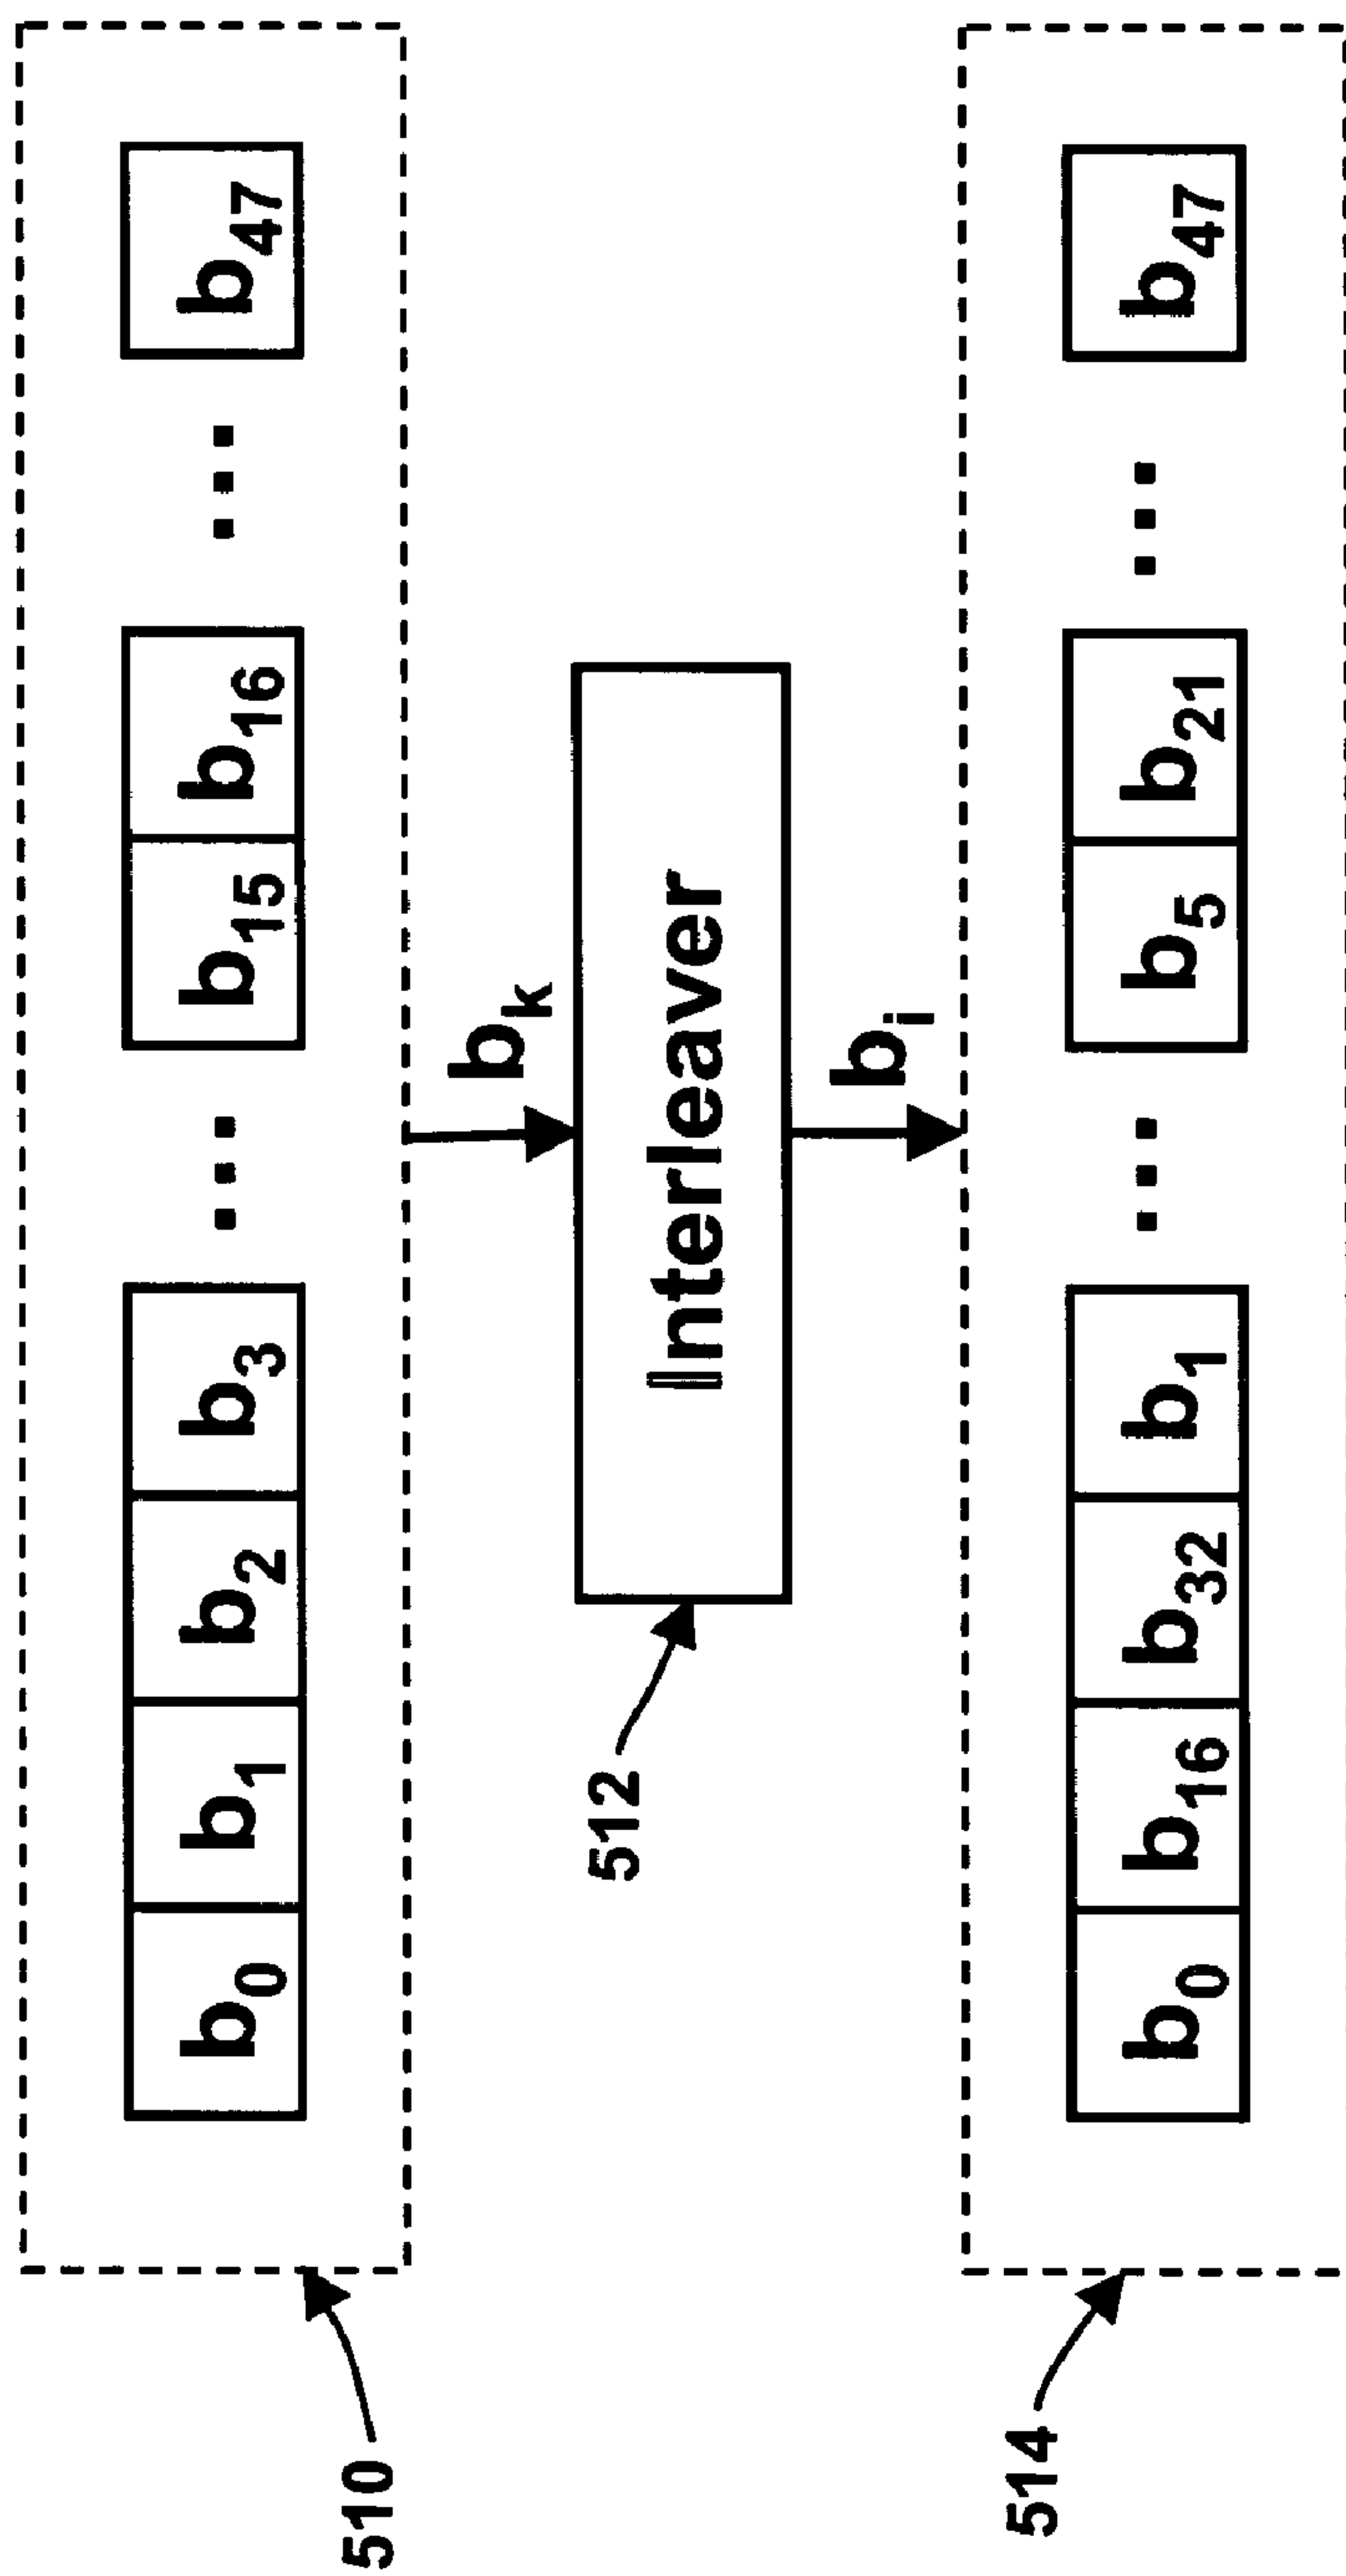 b0 b1 b2 b3 ... b15 b16 ... b47
510
bk
Interleaver
512
bi
b0 b16 b32 b1 ... b5 b21 ... b47
514